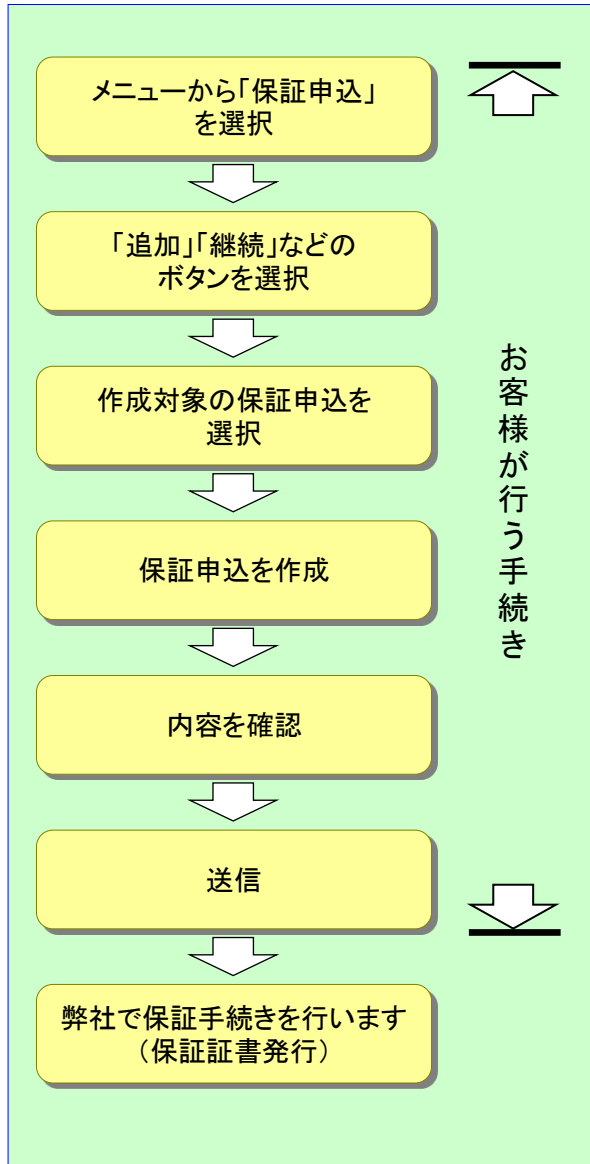 メニューから「保証申込」
を選択
「追加」「継続」などの
ボタンを選択
作成対象の保証申込を
選択
保証申込を作成
内容を確認
送信
弊社で保証手続きを行います
（保証証書発行）
お客様が行う手続き